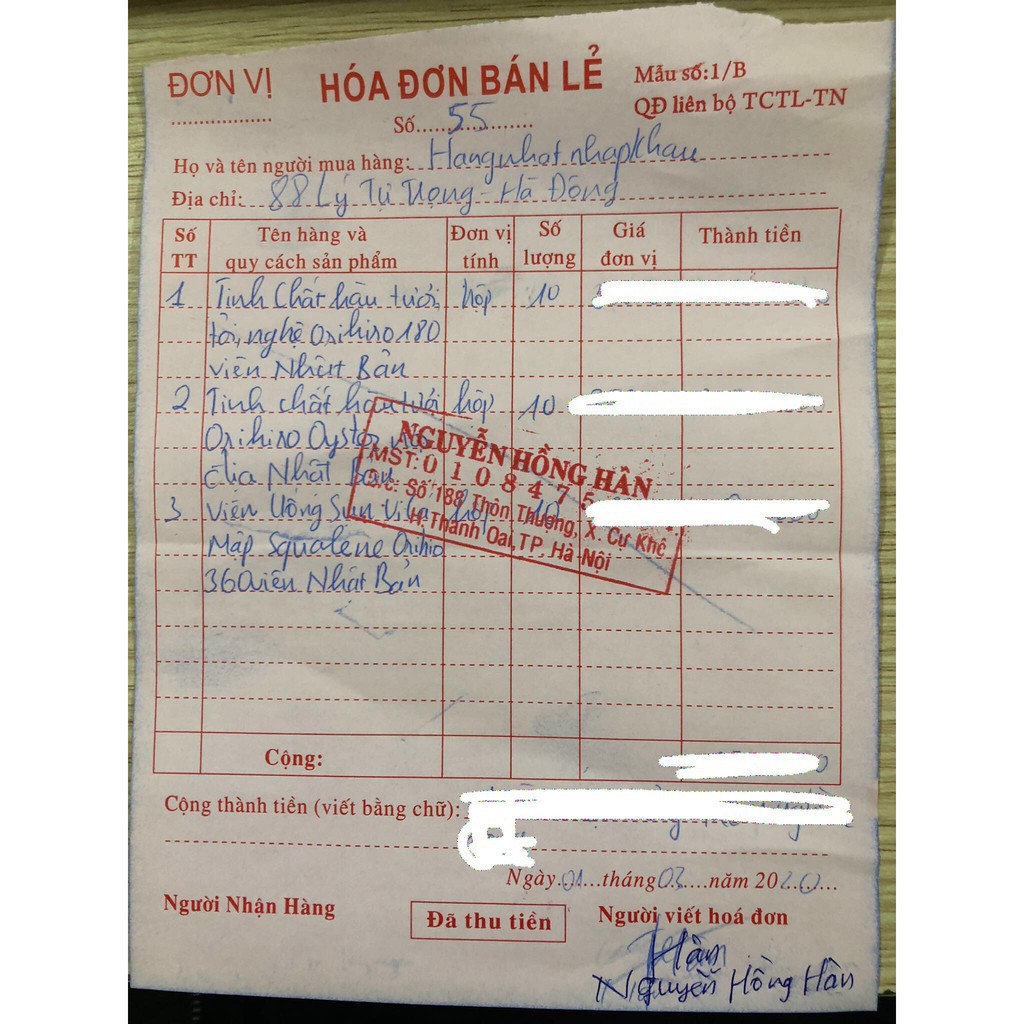 ĐƠN VỊ
HÓA ĐƠN BÁN LẺ
Mẫu số:1/B
QĐ liên bộ TCTL-TN
Số 55
Họ và tên người mua hàng: Hangnhatnhapkhau
Địa chỉ: 88 Lý Tự Trọng - Hà Đông
Số TT
Tên hàng và quy cách sản phẩm
Đơn vị tính
Số lượng
Giá đơn vị
Thành tiền
1 Tinh Chất hàu tươi, hộp 10
tỏi, nghệ Orihiro 180
viên Nhật Bản
2 Tinh chất hàu tươi hộp 10
Orihiro Oyster
Nhật Bản
3 Viên Uống Sụn 10
Mập Squalene
360 viên Nhật Bản
NGUYỄN HỒNG HÂN
MST: 0 1 0 8 4 7 5
Đ.c: Số 188 Thôn Thượng, X. Cự Khê
H. Thanh Oai, TP. Hà Nội
Cộng:
Cộng thành tiền (viết bằng chữ):
Ngày 01 tháng 03 năm 2020
Người Nhận Hàng
Đã thu tiền
Người viết hoá đơn
Hân
Nguyễn Hồng Hân